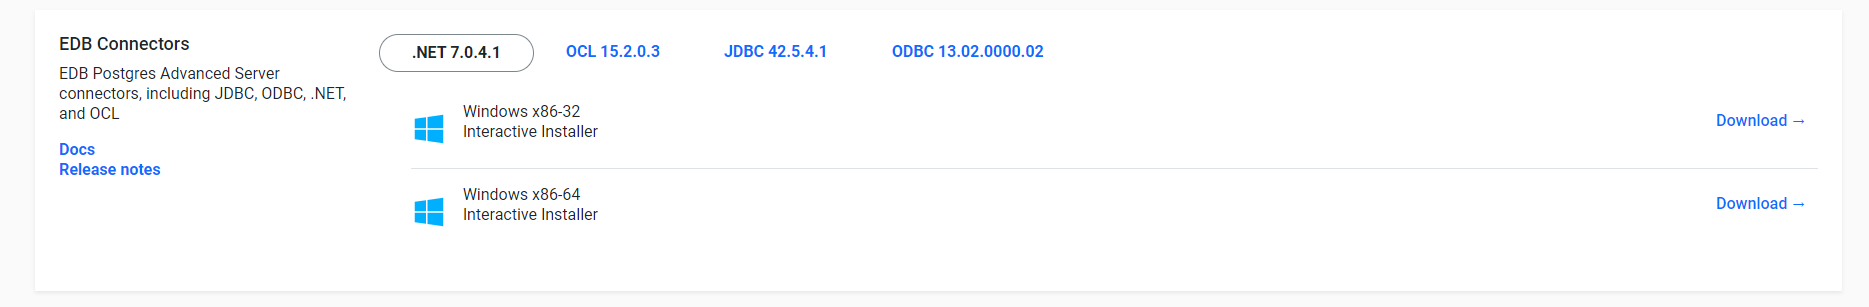 EDB Connectors
EDB Postgres Advanced Server
connectors, including JDBC, ODBC, .NET,
and OCL
Docs
Release notes
.NET 7.0.4.1
OCL 15.2.0.3
JDBC 42.5.4.1
ODBC 13.02.0000.02
Windows x86-32
Interactive Installer
Download →
Windows x86-64
Interactive Installer
Download →